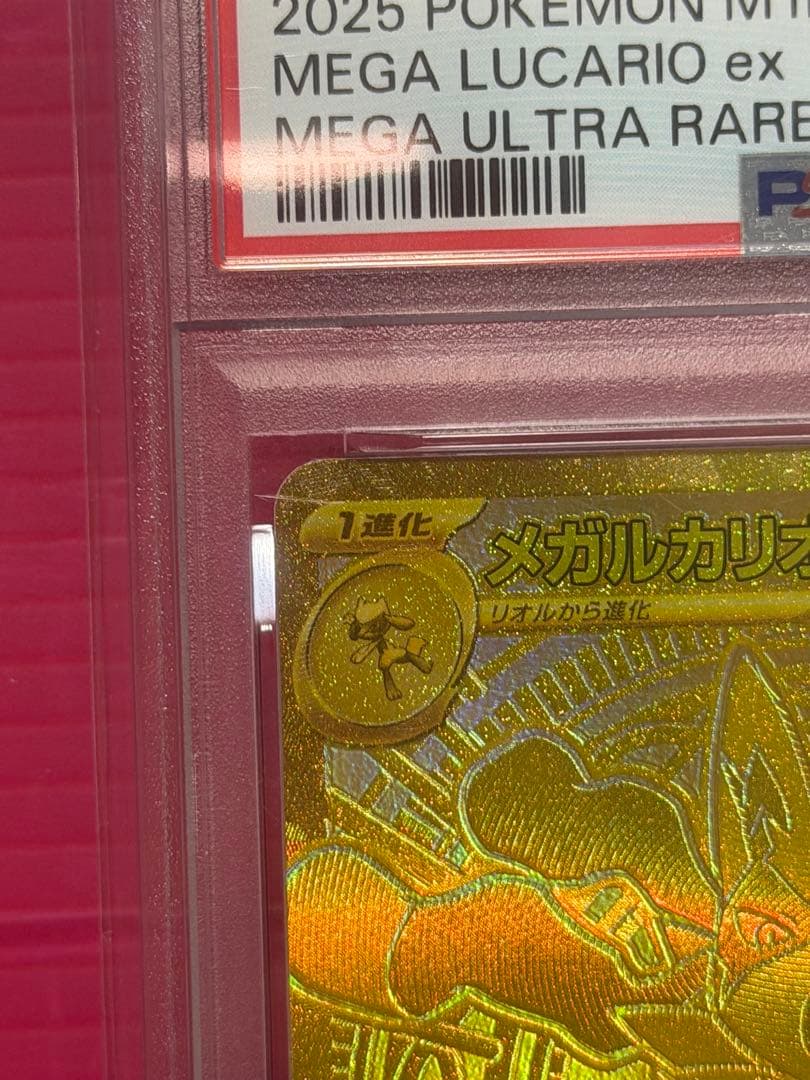 2025 POKEMON M1
MEGA LUCARIO ex
MEGA ULTRA RARE
1進化
メガルカリオ
リオルから進化